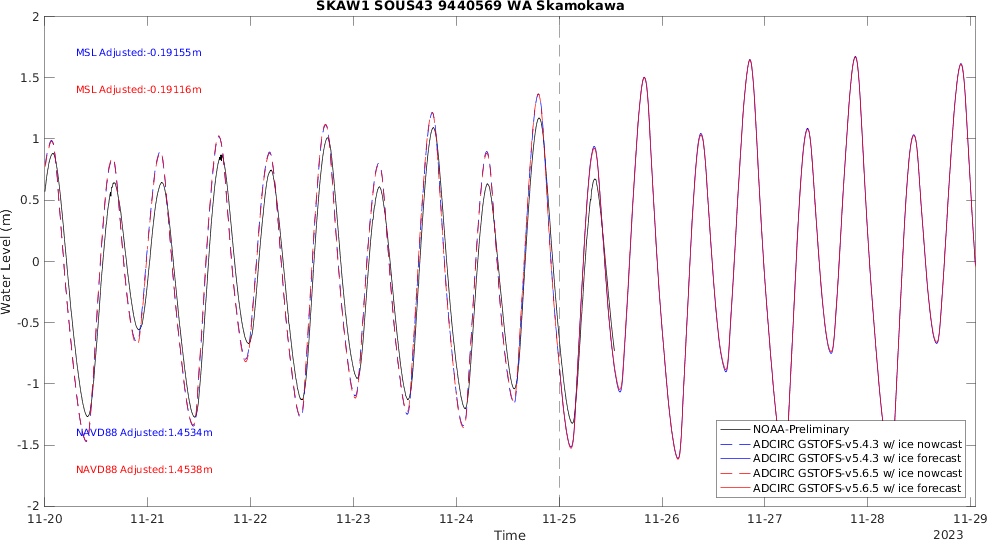 SKAW1 SOUS43 9440569 WA Skamokawa
2
1.5
1
0.5
0
-0.5
-1
-1.5
-2
Water Level (m)
MSL Adjusted:-0.19155m
MSL Adjusted:-0.19116m
NAVD88 Adjusted:1.4534m
NAVD88 Adjusted:1.4538m
NOAA-Preliminary
ADCIRC GSTOFS-v5.4.3 w/ ice nowcast
ADCIRC GSTOFS-v5.4.3 w/ ice forecast
ADCIRC GSTOFS-v5.6.5 w/ ice nowcast
ADCIRC GSTOFS-v5.6.5 w/ ice forecast
11-20 11-21 11-22 11-23 11-24 11-25 11-26 11-27 11-28 11-29
Time
2023